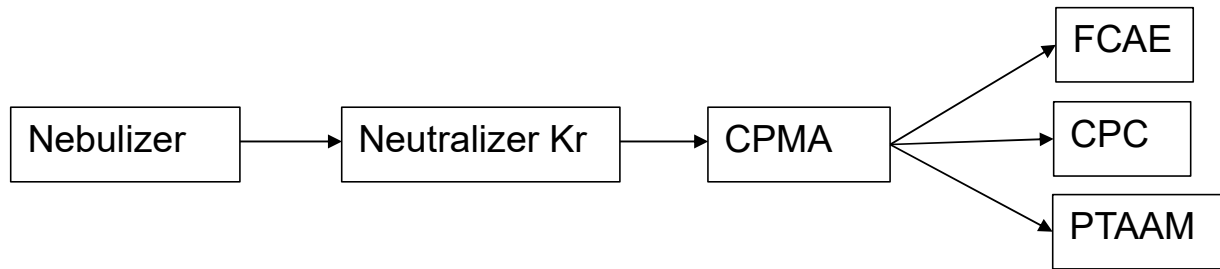 FCAE
Nebulizer
Neutralizer Kr
CPMA
CPC
PTAAM